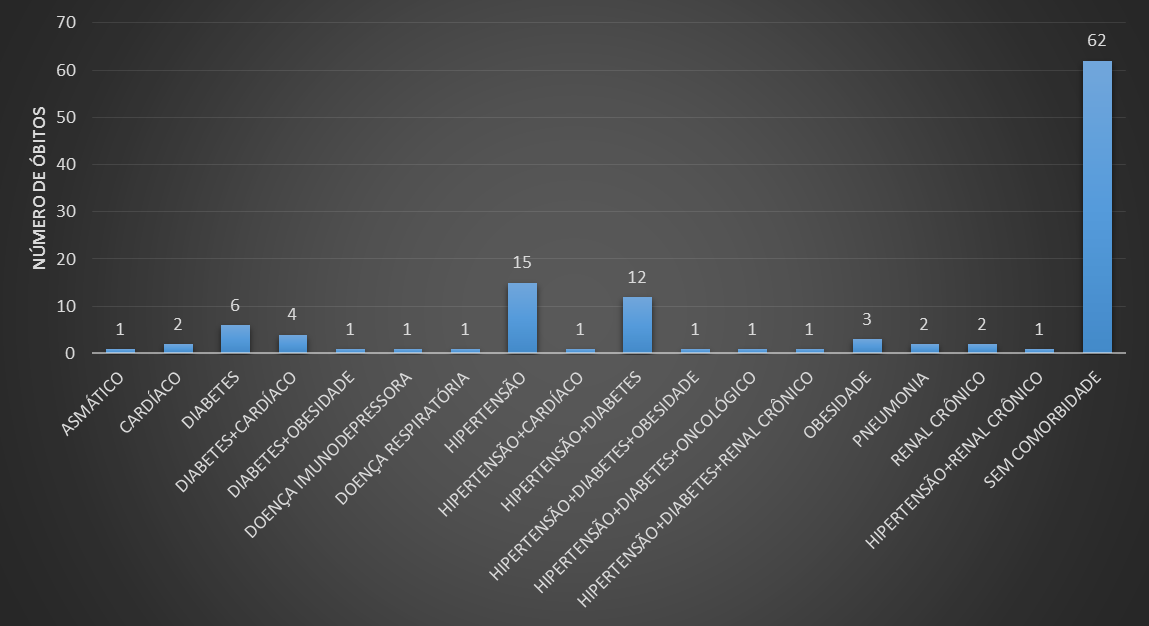 70
60
50
40
30
20
10
0
NÚMERO DE ÓBITOS
1
2
6
4
1
1
1
15
1
12
1
1
1
3
2
2
1
62
ASMÁTICO
CARDÍACO
DIABETES
DIABETES+CARDÍACO
DIABETES+OBESIDADE
DOENÇA IMUNODEPRESSORA
DOENÇA RESPIRATÓRIA
HIPERTENSÃO
HIPERTENSÃO+CARDÍACO
HIPERTENSÃO+DIABETES
HIPERTENSÃO+DIABETES+OBESIDADE
HIPERTENSÃO+DIABETES+ONCOLÓGICO
HIPERTENSÃO+DIABETES+RENAL CRÔNICO
OBESIDADE
PNEUMONIA
RENAL CRÔNICO
HIPERTENSÃO+RENAL CRÔNICO
SEM COMORBIDADE